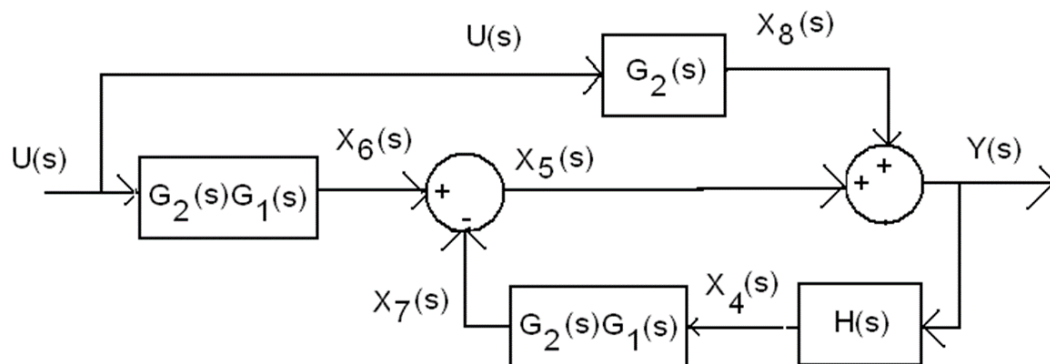 U(s)
X8(s)
G2(s)
U(s)
X6(s)
X5(s)
Y(s)
+
G2(s)G1(s)
+
-
+
X7(s)
G2(s)G1(s)
X4(s)
H(s)